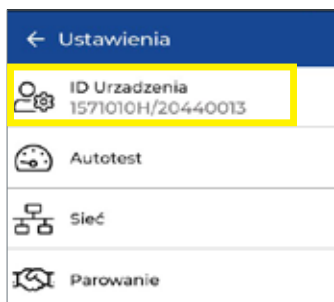 Ustawienia
ID Urzadzenia
1571010H/20440013
Autotest
Sieć
Parowanie